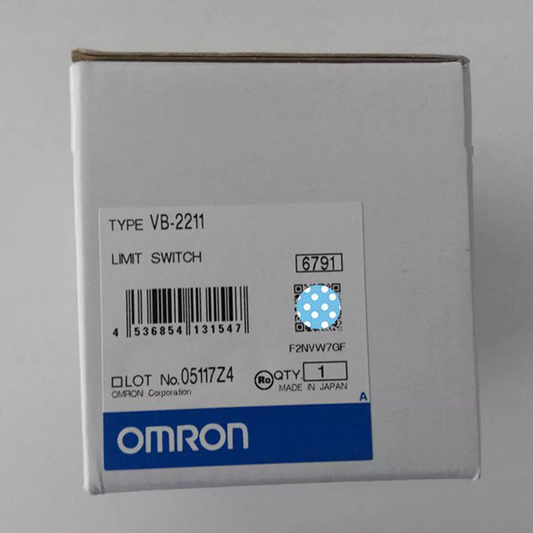 TYPE VB-2211
LIMIT SWITCH
6791
4 536854 131547
F2NVW7GF
LOT No.05117Z4
Ro QTY. 1
OMRON Corporation
MADE IN JAPAN
A
OMRON